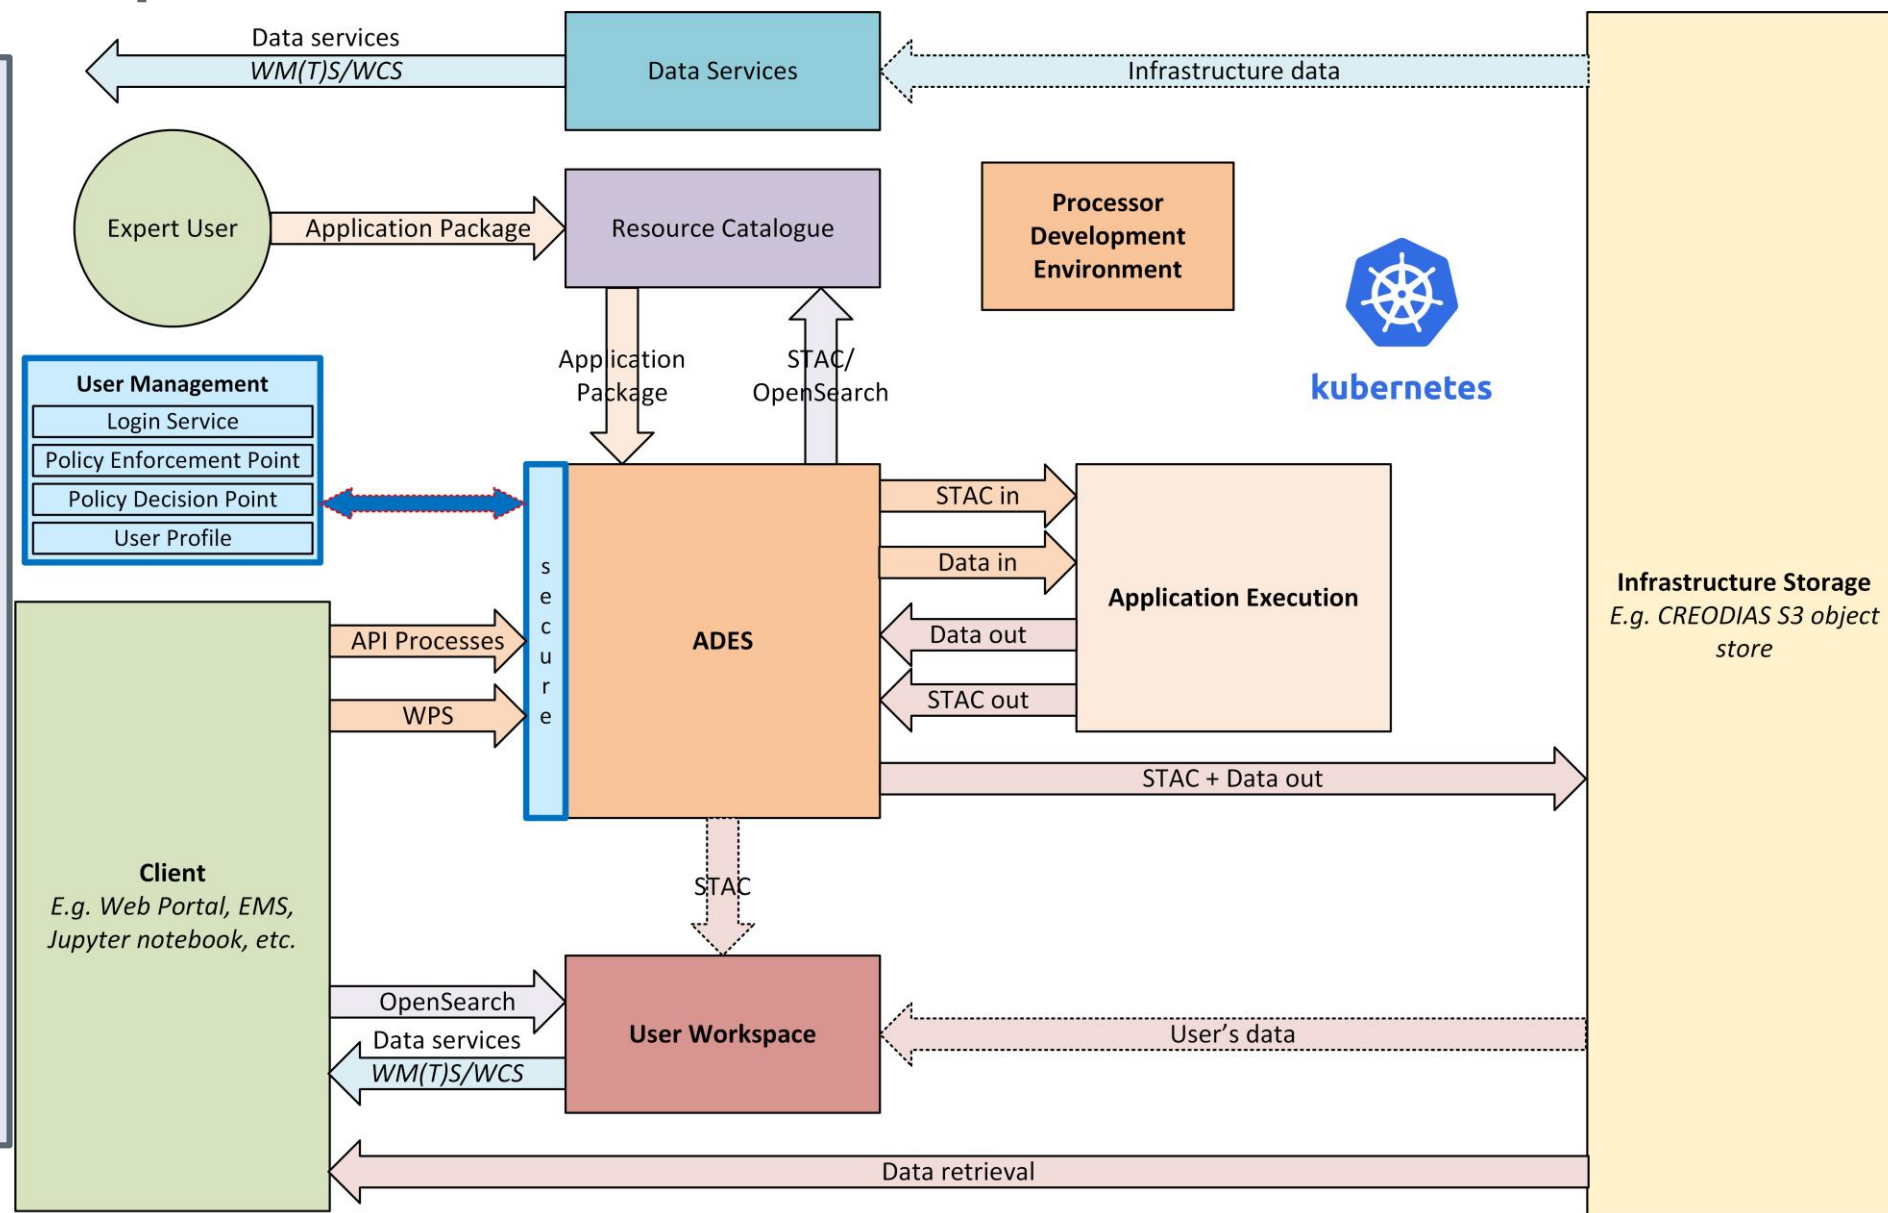 Data services
WM(T)S/WCS
Data Services
Infrastructure data
Expert User
Application Package
Resource Catalogue
Processor
Development
Environment
kubernetes
Application
Package
STAC/
OpenSearch
User Management
Login Service
Policy Enforcement Point
Policy Decision Point
User Profile
secure
ADES
STAC in
Data in
Data out
STAC out
Application Execution
Infrastructure Storage
E.g. CREODIAS S3 object
store
API Processes
WPS
STAC + Data out
STAC
Client
E.g. Web Portal, EMS,
Jupyter notebook, etc.
OpenSearch
Data services
WM(T)S/WCS
User Workspace
User’s data
Data retrieval